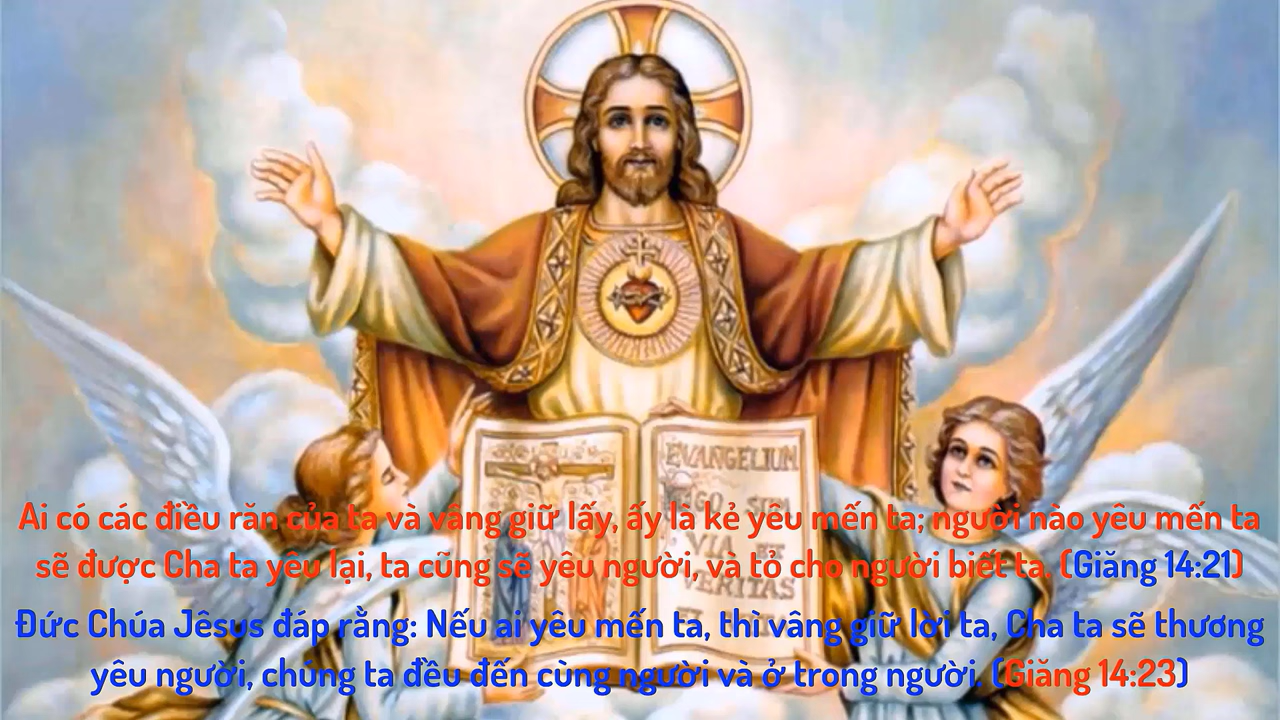 EVANGELIUM
EGO SUM
VIA ET
VERITAS
Ai có các điều răn của ta và vâng giữ lấy, ấy là kẻ yêu mến ta; người nào yêu mến ta
sẽ được Cha ta yêu lại, ta cũng sẽ yêu người, và tỏ cho người biết ta. (Giăng 14:21)
Đức Chúa Jêsus đáp rằng: Nếu ai yêu mến ta, thì vâng giữ lời ta, Cha ta sẽ thương
yêu người, chúng ta đều đến cùng người và ở trong người. (Giăng 14:23)